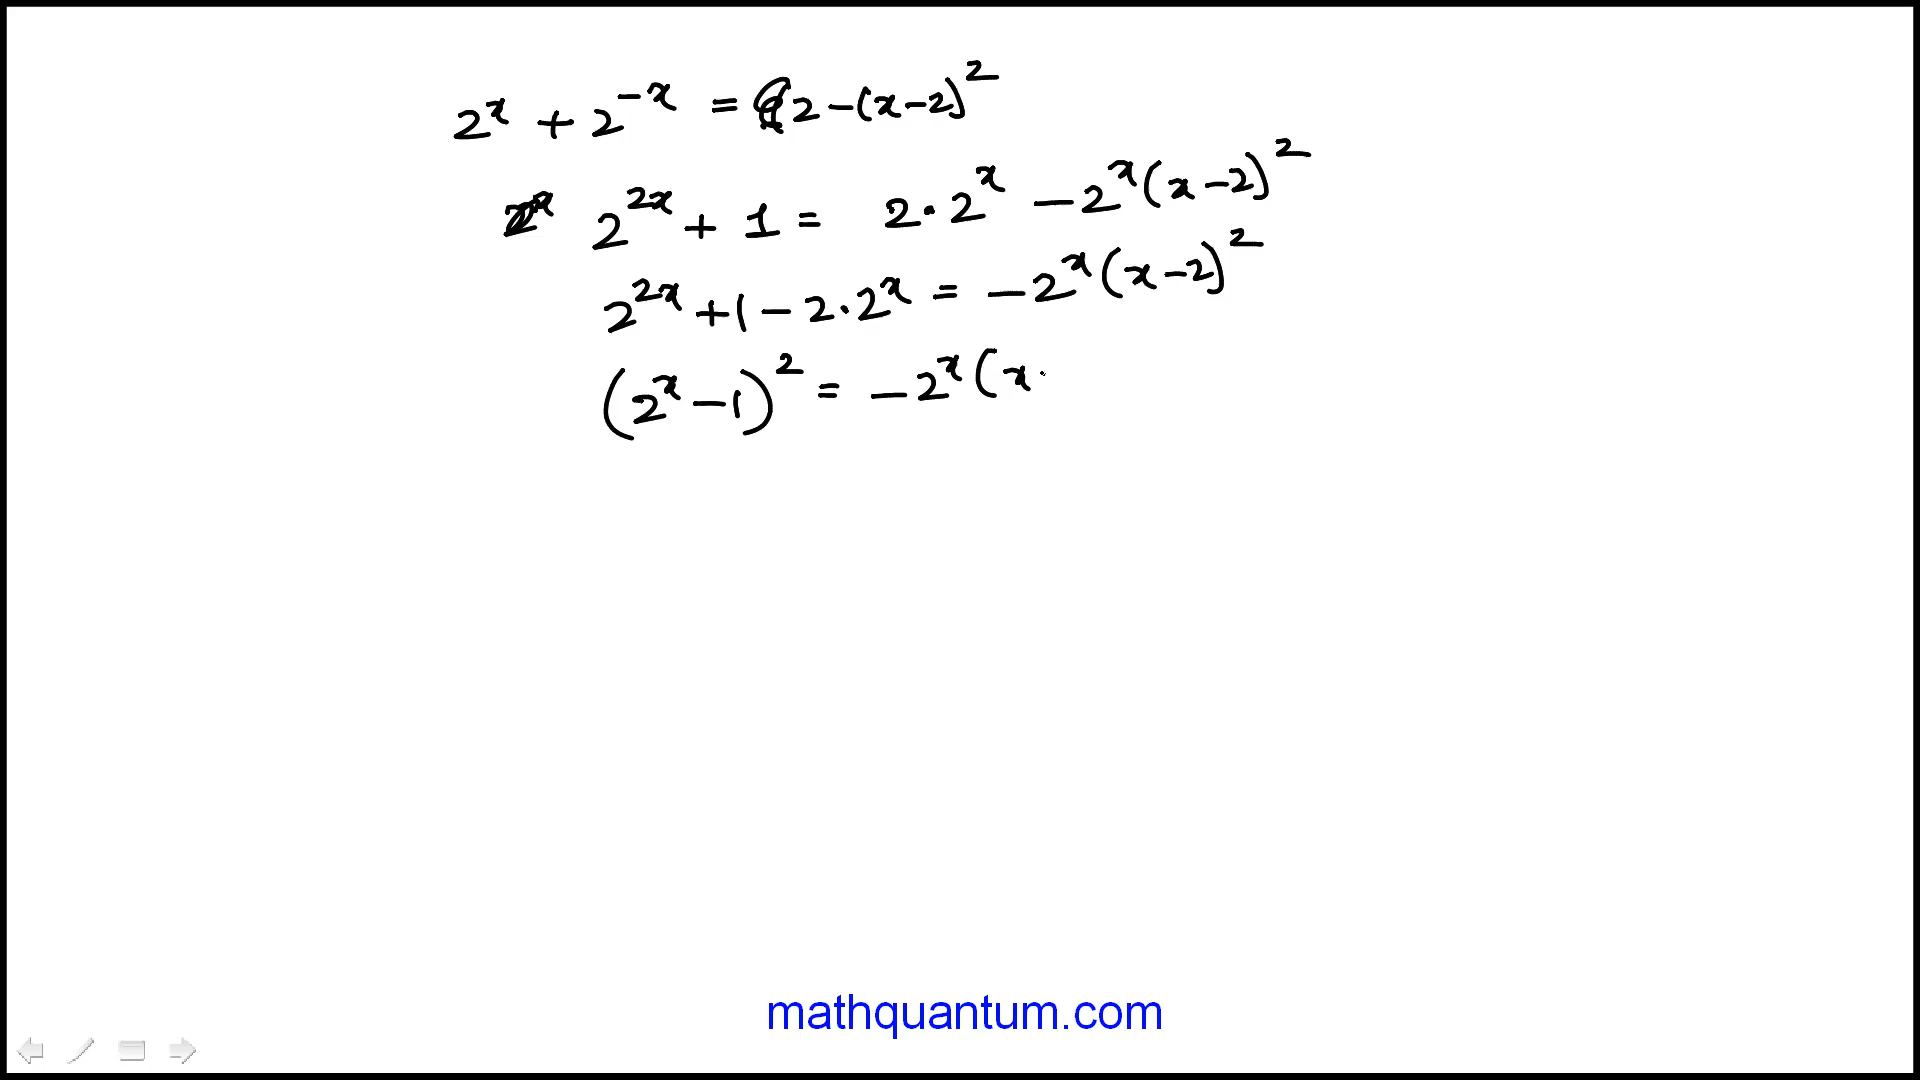 2^x + 2^-x = 2 - (x-2)^2
2^2x + 1 = 2 · 2^x - 2^x (x-2)^2
2^2x + 1 - 2 · 2^x = - 2^x (x-2)^2
(2^x - 1)^2 = - 2^x (x
mathquantum.com